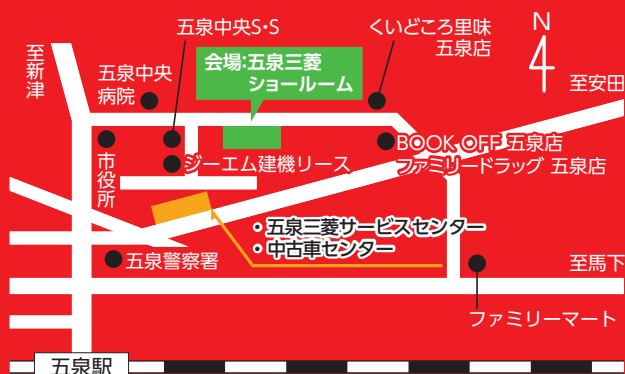 五泉中央S・S
くいどころ里味
五泉店
N
至新津
五泉中央
病院
会場:五泉三菱
ショールーム
至安田
市役所
ジーエム建機リース
BOOK OFF 五泉店
ファミリードラッグ 五泉店
・五泉三菱サービスセンター
・中古車センター
五泉警察署
至馬下
ファミリーマート
五泉駅